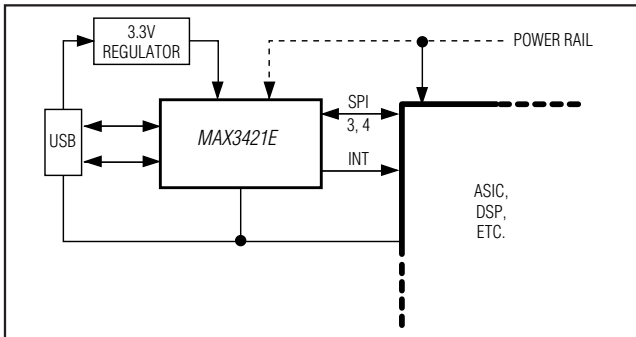 3.3V
REGULATOR
POWER RAIL
USB
MAX3421E
SPI
3, 4
INT
ASIC,
DSP,
ETC.